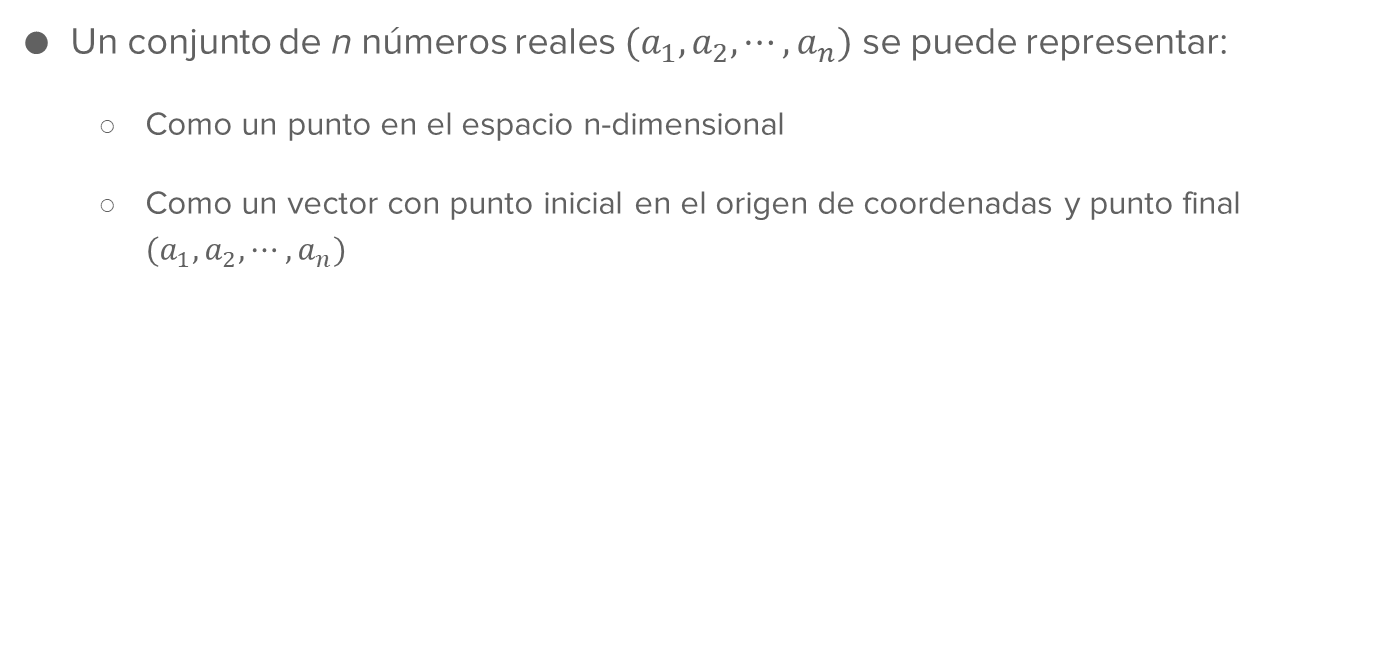 ● Un conjunto de n números reales (a₁, a₂, ⋯ , aₙ) se puede representar:
○ Como un punto en el espacio n-dimensional
○ Como un vector con punto inicial en el origen de coordenadas y punto final
(a₁, a₂, ⋯ , aₙ)